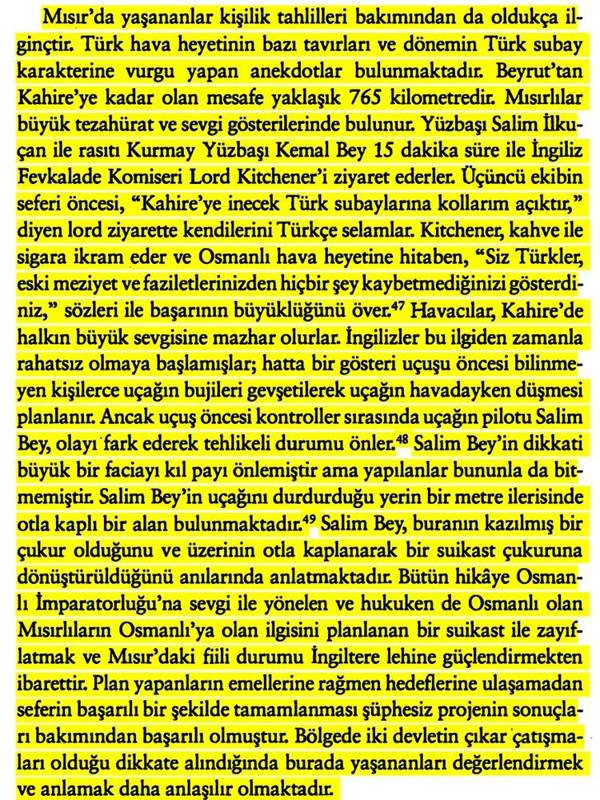 Mısır’da yaşananlar kişilik tahlilleri bakımından da oldukça il-
ginçtir. Türk hava heyetinin bazı tavırları ve dönemin Türk subay
karakterine vurgu yapan anekdotlar bulunmaktadır. Beyrut’tan
Kahire’ye kadar olan mesafe yaklaşık 765 kilometredir. Mısırlılar
büyük tezahürat ve sevgi gösterilerinde bulunur. Yüzbaşı Salim İlku-
çan ile rasıtı Kurmay Yüzbaşı Kemal Bey 15 dakika süre ile İngiliz
Fevkalade Komiseri Lord Kitchener’i ziyaret ederler. Üçüncü ekibin
seferi öncesi, “Kahire’ye inecek Türk subaylarına kollarım açıktır,”
diyen lord ziyarette kendilerini Türkçe selamlar. Kitchener, kahve ile
sigara ikram eder ve Osmanlı hava heyetine hitaben, “Siz Türkler,
eski meziyet ve faziletlerinizden hiçbir şey kaybetmediğinizi gösterdi-
niz,” sözleri ile başarının büyüklüğünü över.⁴⁷ Havacılar, Kahire’de
halkın büyük sevgisine mazhar olurlar. İngilizler bu ilgiden zamanla
rahatsız olmaya başlamışlar; hatta bir gösteri uçuşu öncesi bilinme-
yen kişilerce uçağın bujileri gevşetilerek uçağın havadayken düşmesi
planlanır. Ancak uçuş öncesi kontroller sırasında uçağın pilotu Salim
Bey, olayı fark ederek tehlikeli durumu önler.⁴⁸ Salim Bey’in dikkati
büyük bir faciayı kıl payı önlemiştir ama yapılanlar bununla da bit-
memiştir. Salim Bey’in uçağını durdurduğu yerin bir metre ilerisinde
otla kaplı bir alan bulunmaktadır.⁴⁹ Salim Bey, buranın kazılmış bir
çukur olduğunu ve üzerinin otla kaplanarak bir suikast çukuruna
dönüştürüldüğünü anılarında anlatmaktadır. Bütün hikâye Osman-
lı İmparatorluğu’na sevgi ile yönelen ve hukuken de Osmanlı olan
Mısırlıların Osmanlı’ya olan ilgisini planlanan bir suikast ile zayıf-
latmak ve Mısır’daki fiili durumu İngiltere lehine güçlendirmekten
ibarettir. Plan yapanların emellerine rağmen hedeflerine ulaşamadan
seferin başarılı bir şekilde tamamlanması şüphesiz projenin sonuçla-
rı bakımından başarılı olmuştur. Bölgede iki devletin çıkar çatışma-
ları olduğu dikkate alındığında burada yaşananları değerlendirmek
ve anlamak daha anlaşılır olmaktadır.